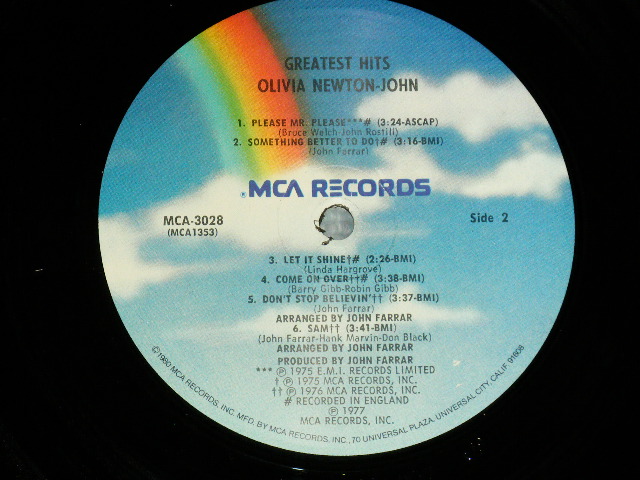 GREATEST HITS
OLIVIA NEWTON-JOHN
1. PLEASE MR. PLEASE***# (3:24-ASCAP)
(Bruce Welch-John Rostill)
2. SOMETHING BETTER TO DO†# (3:16-BMI)
(John Farrar)
MCA RECORDS
MCA-3028
(MCA1353)
Side 2
3. LET IT SHINE†# (2:26-BMI)
(Linda Hargrove)
4. COME ON OVER††# (3:38-BMI)
(Barry Gibb-Robin Gibb)
5. DON'T STOP BELIEVIN'†† (3:37-BMI)
(John Farrar)
ARRANGED BY JOHN FARRAR
6. SAM†† (3:41-BMI)
(John Farrar-Hank Marvin-Don Black)
ARRANGED BY JOHN FARRAR
PRODUCED BY JOHN FARRAR
*** ℗ 1975 E.M.I. RECORDS LIMITED
† ℗ 1975 MCA RECORDS, INC.
†† ℗ 1976 MCA RECORDS, INC.
# RECORDED IN ENGLAND
℗ 1977
MCA RECORDS, INC.
©1980 MCA RECORDS, INC. MFD. BY MCA RECORDS, INC., 70 UNIVERSAL PLAZA, UNIVERSAL CITY, CALIF. 91608